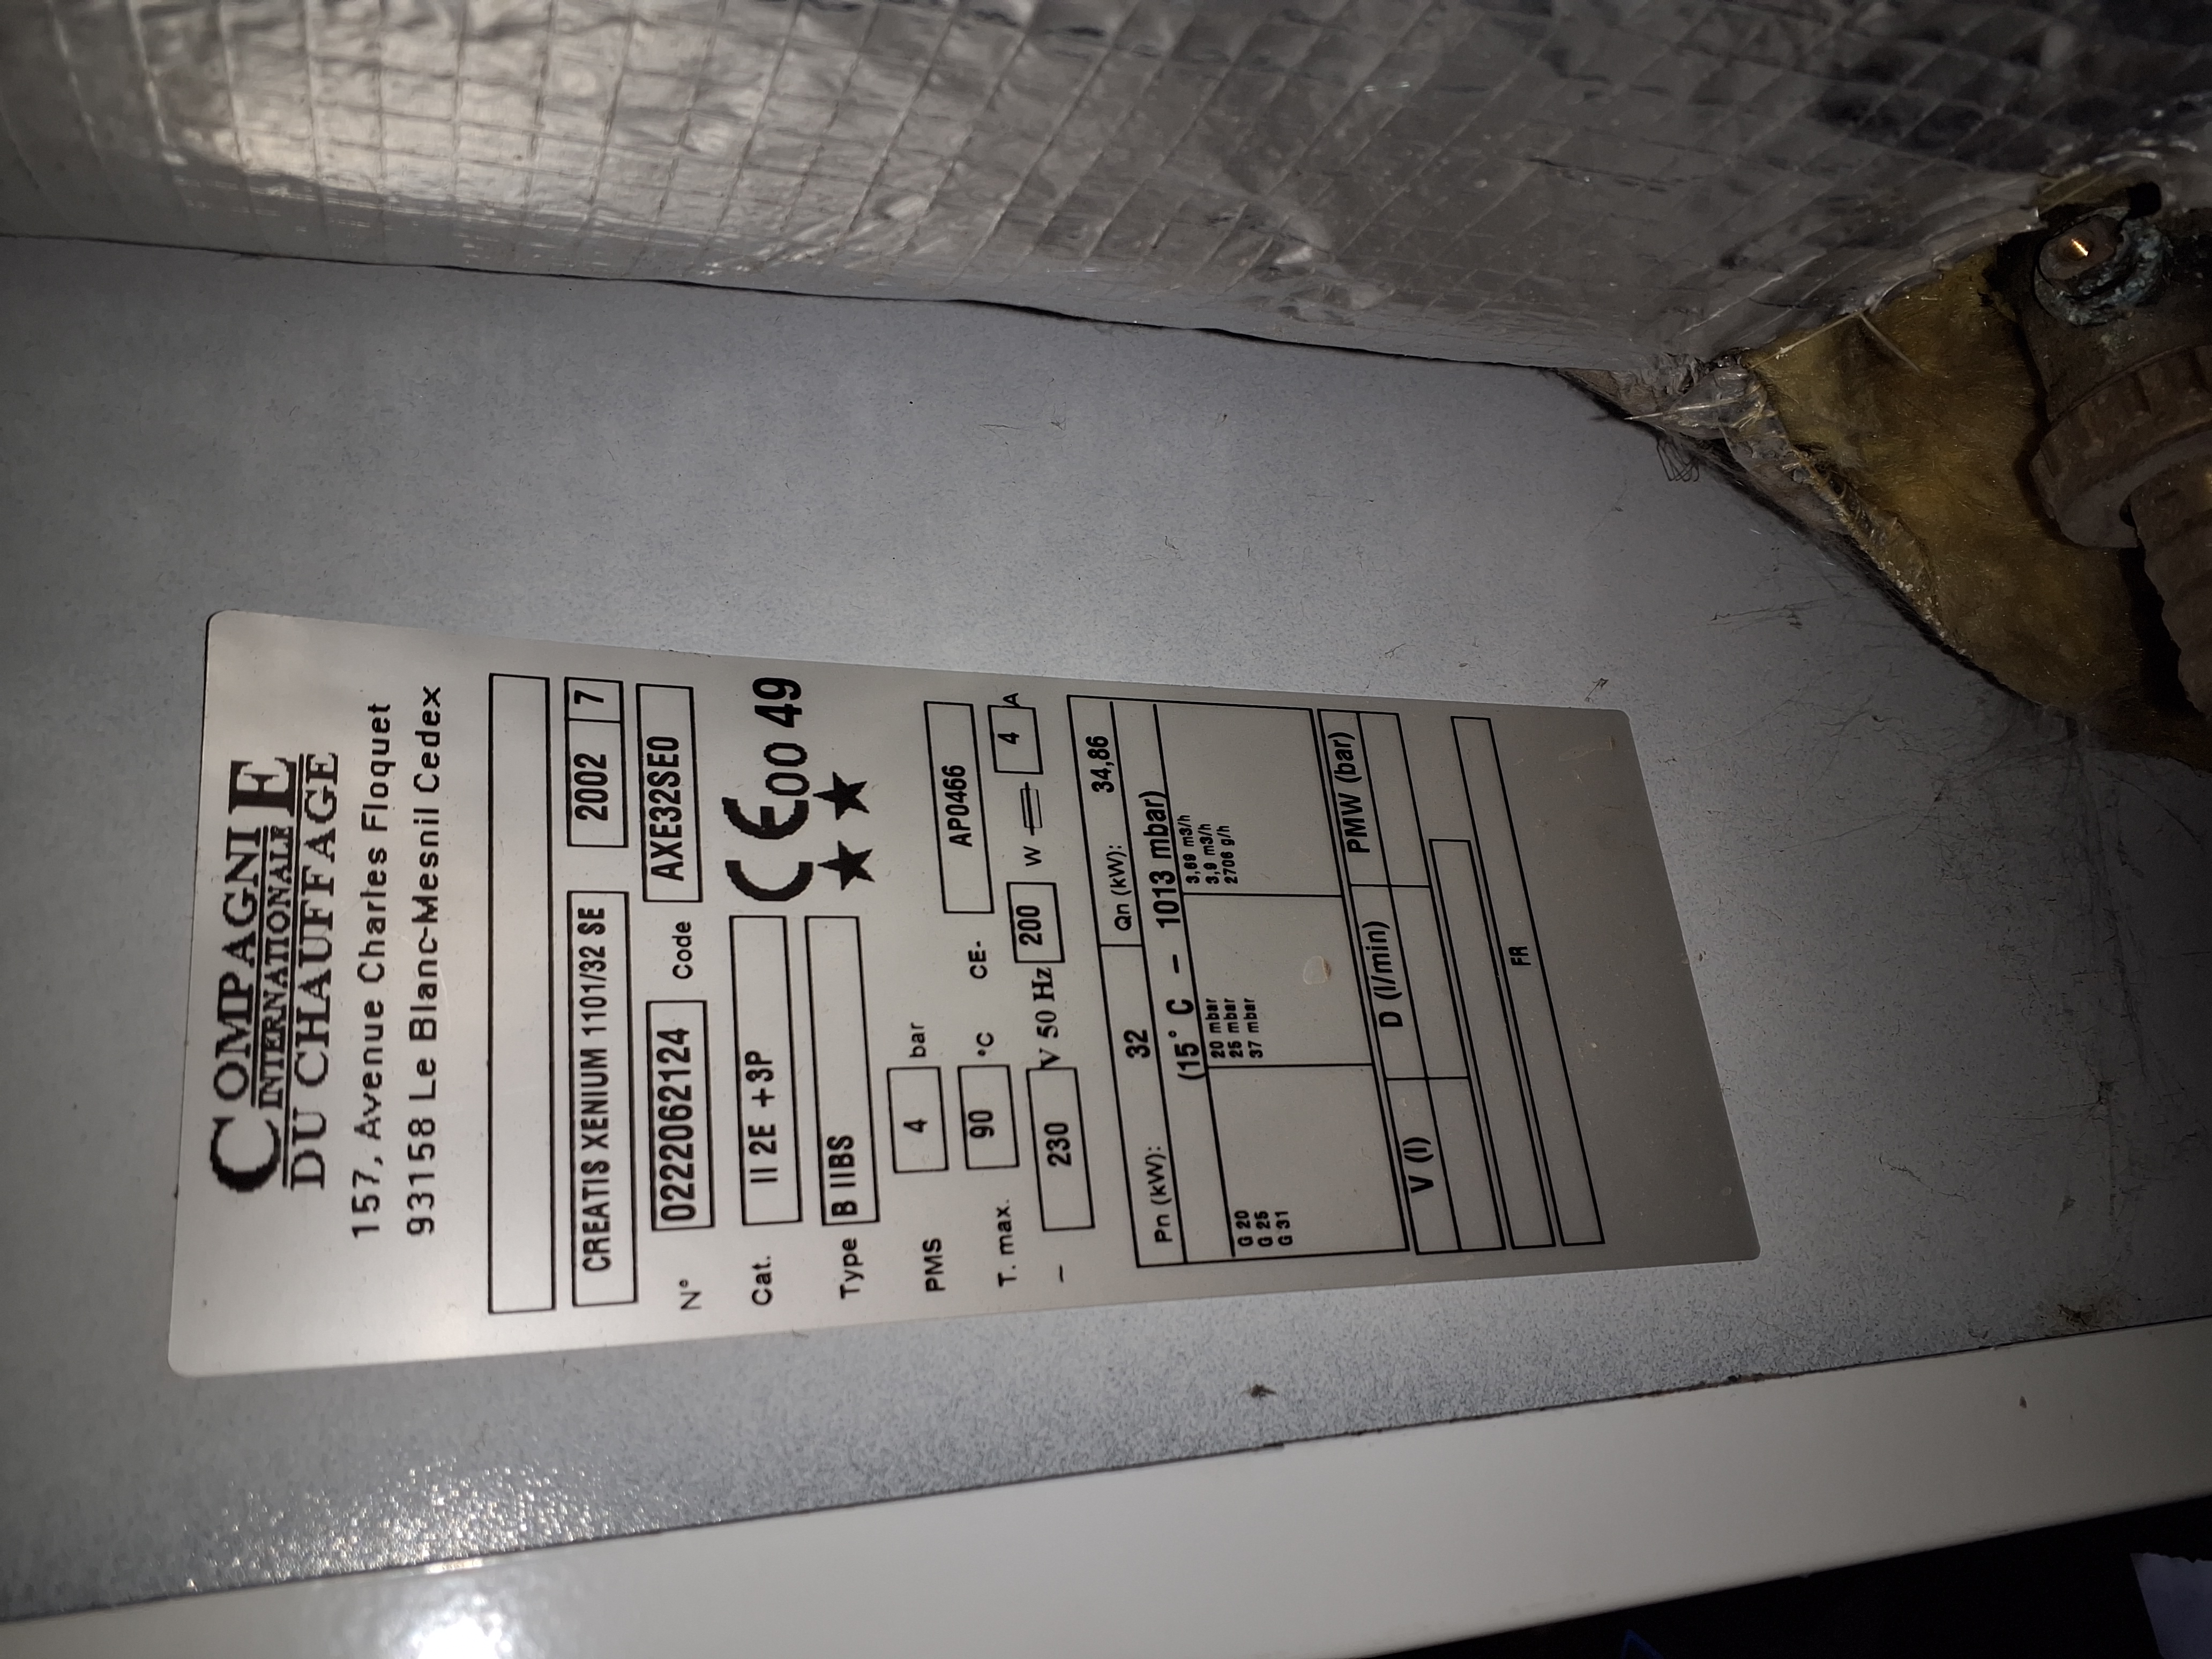 COMPAGNIE
INTERNATIONALE
DU CHAUFFAGE
157, Avenue Charles Floquet
93158 Le Blanc-Mesnil Cedex
CREATIS XENIUM 1101/32 SE 2002 7
N° 0222062124 Code AXE32SE0
Cat. II 2E +3P CE 00 49
Type B IIBS ★★
PMS 4 bar
T. max. 90 °C CE- AP0466
~ 230 V 50 Hz 200 W 4 A
Pn (kW): 32 Qn (kW): 34,86
(15° C - 1013 mbar)
G 20 20 mbar 3,69 m3/h
G 25 25 mbar 3,9 m3/h
G 31 37 mbar 2706 g/h
V (l) D (l/min) PMW (bar)
FR